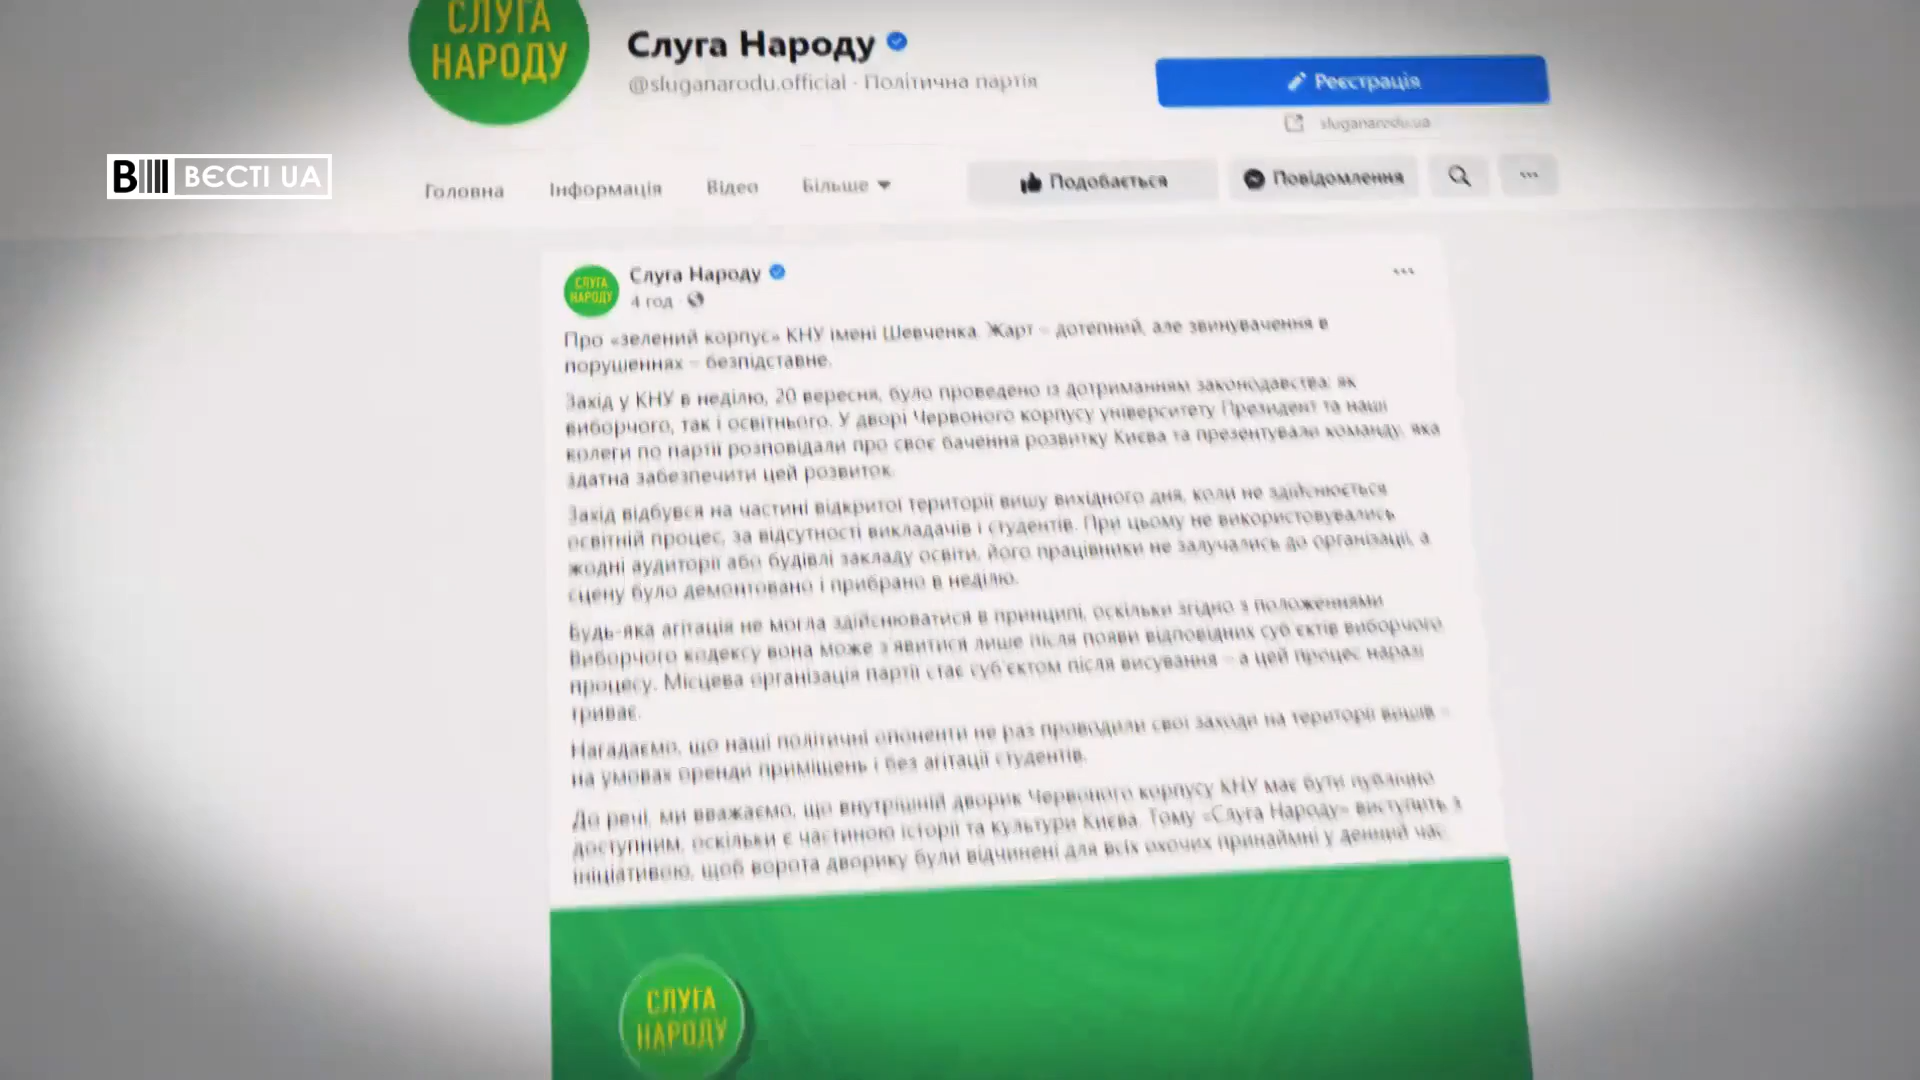 СЛУГА
НАРОДУ
Слуга Народу
@sluganarodu.official · Політична партія
Реєстрація
sluganarodu.ua
В ВЄСТІ UA
Головна
Інформація
Відео
Більше
Подобається
Повідомлення
СЛУГА
НАРОДУ
Слуга Народу
4 год ·
Про «зелений корпус» КНУ імені Шевченка. Жарт – дотепний, але звинувачення в
порушеннях – безпідставне.
Захід у КНУ в неділю, 20 вересня, було проведено із дотриманням законодавства: як
виборчого, так і освітнього. У дворі Червоного корпусу університету Президент та наші
колеги по партії розповідали про своє бачення розвитку Києва та презентували команду, яка
здатна забезпечити цей розвиток.
Захід відбувся на частині відкритої території вишу вихідного дня, коли не здійснюється
освітній процес, за відсутності викладачів і студентів. При цьому не використовувались
жодні аудиторії або будівлі закладу освіти, його працівники не залучались до організації, а
сцену було демонтовано і прибрано в неділю.
Будь-яка агітація не могла здійснюватися в принципі, оскільки згідно з положеннями
Виборчого кодексу вона може з'явитися лише після появи відповідних суб'єктів виборчого
процесу. Місцева організація партії стає суб'єктом після висування – а цей процес наразі
триває.
Нагадаємо, що наші політичні опоненти не раз проводили свої заходи на території вишів –
на умовах оренди приміщень і без агітації студентів.
До речі, ми вважаємо, що внутрішній дворик Червоного корпусу КНУ має бути публічно
доступним, оскільки є частиною історії та культури Києва. Тому «Слуга Народу» виступить з
ініціативою, щоб ворота дворику були відчинені для всіх охочих принаймні у денний час.
СЛУГА
НАРОДУ